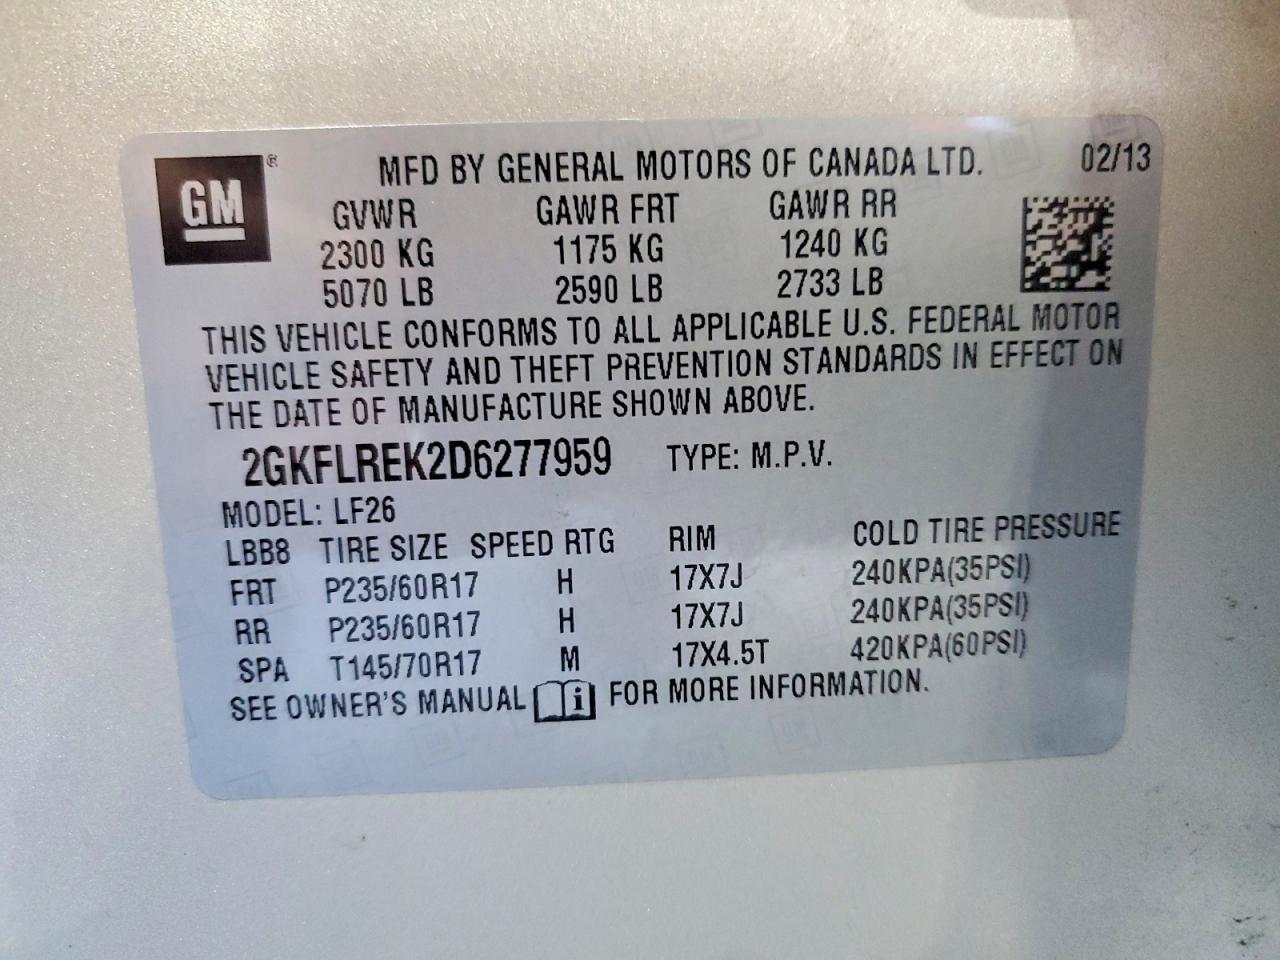 GM ®
MFD BY GENERAL MOTORS OF CANADA LTD. 02/13
GVWR GAWR FRT GAWR RR
2300 KG 1175 KG 1240 KG
5070 LB 2590 LB 2733 LB
THIS VEHICLE CONFORMS TO ALL APPLICABLE U.S. FEDERAL MOTOR
VEHICLE SAFETY AND THEFT PREVENTION STANDARDS IN EFFECT ON
THE DATE OF MANUFACTURE SHOWN ABOVE.
2GKFLREK2D6277959 TYPE: M.P.V.
MODEL: LF26
LBB8 TIRE SIZE SPEED RTG RIM COLD TIRE PRESSURE
FRT P235/60R17 H 17X7J 240KPA(35PSI)
RR P235/60R17 H 17X7J 240KPA(35PSI)
SPA T145/70R17 M 17X4.5T 420KPA(60PSI)
SEE OWNER'S MANUAL i FOR MORE INFORMATION.